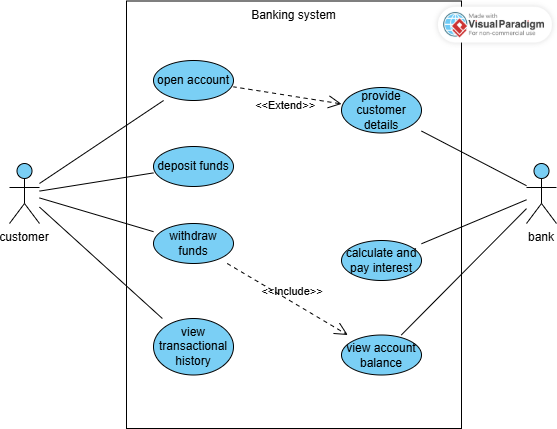 Banking system
Made with
Visual Paradigm
For non-commercial use
open account
<<Extend>>
provide
customer
details
deposit funds
customer
withdraw
funds
bank
calculate and
pay interest
<<Include>>
view
transactional
history
view account
balance